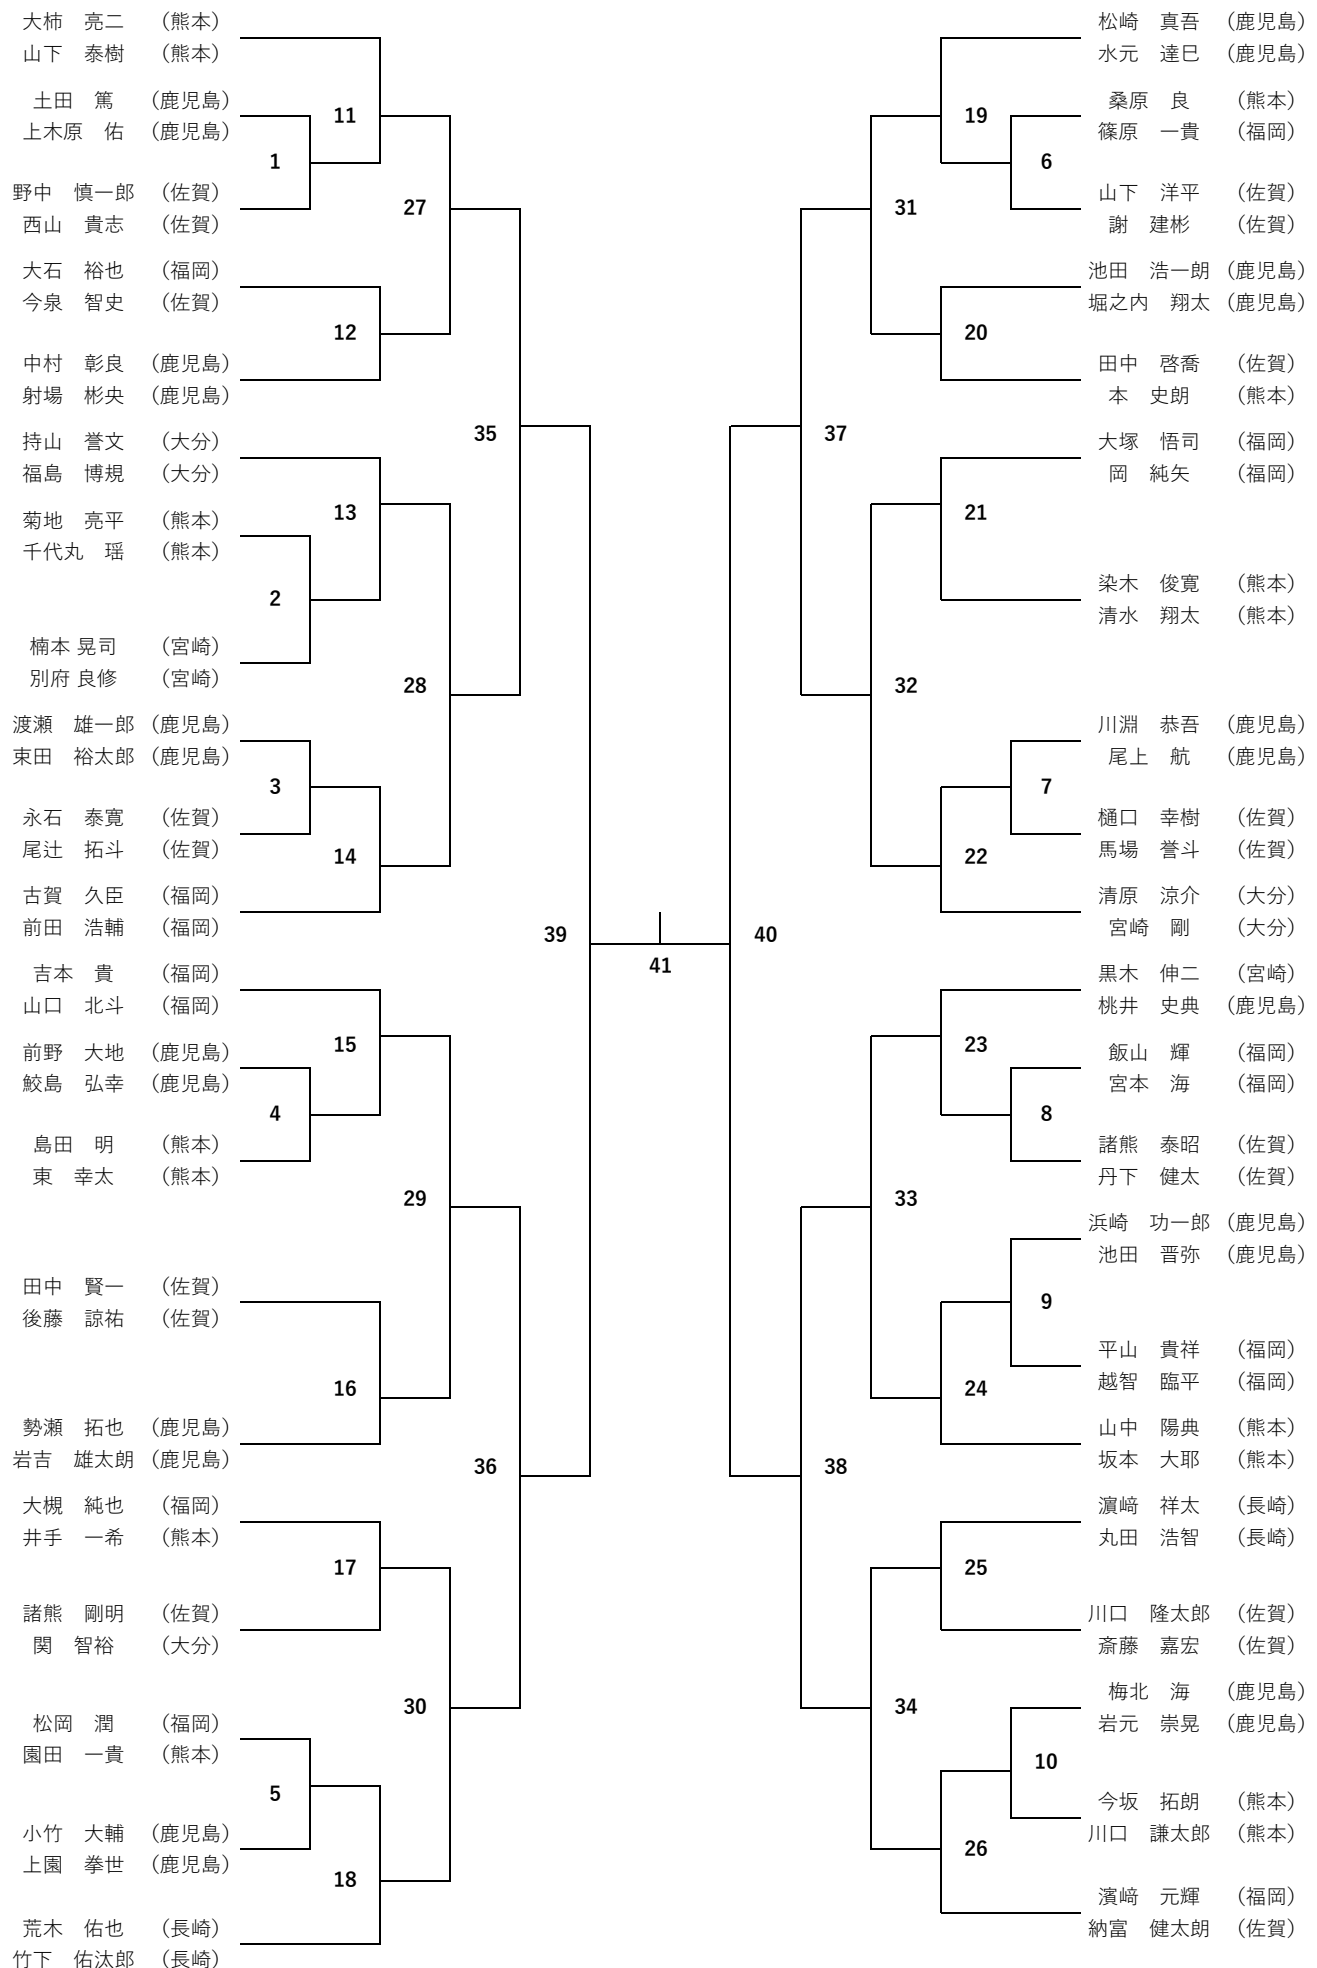 大柿　亮二　（熊本）
山下　泰樹　（熊本）
土田　篤　（鹿児島）
上木原　佑　（鹿児島）
野中　慎一郎　（佐賀）
西山　貴志　（佐賀）
大石　裕也　（福岡）
今泉　智史　（佐賀）
中村　彰良　（鹿児島）
射場　彬央　（鹿児島）
持山　誉文　（大分）
福島　博規　（大分）
菊地　亮平　（熊本）
千代丸　瑶　（熊本）
楠本 晃司　（宮崎）
別府 良修　（宮崎）
渡瀬　雄一郎　（鹿児島）
束田　裕太郎　（鹿児島）
永石　泰寛　（佐賀）
尾辻　拓斗　（佐賀）
古賀　久臣　（福岡）
前田　浩輔　（福岡）
吉本　貴　（福岡）
山口　北斗　（福岡）
前野　大地　（鹿児島）
鮫島　弘幸　（鹿児島）
島田　明　（熊本）
東　幸太　（熊本）
田中　賢一　（佐賀）
後藤　諒祐　（佐賀）
勢瀬　拓也　（鹿児島）
岩吉　雄太朗　（鹿児島）
大槻　純也　（福岡）
井手　一希　（熊本）
諸熊　剛明　（佐賀）
関　智裕　（大分）
松岡　潤　（福岡）
園田　一貴　（熊本）
小竹　大輔　（鹿児島）
上園　拳世　（鹿児島）
荒木　佑也　（長崎）
竹下　佑汰郎　（長崎）
1
2
3
4
5
11
12
13
14
15
16
17
18
27
28
29
30
35
36
39
41
40
37
38
31
32
33
34
19
20
21
22
23
24
25
26
6
7
8
9
10
松崎　真吾　（鹿児島）
水元　達巳　（鹿児島）
桑原　良　（熊本）
篠原　一貴　（福岡）
山下　洋平　（佐賀）
謝　建彬　（佐賀）
池田　浩一朗　（鹿児島）
堀之内　翔太　（鹿児島）
田中　啓喬　（佐賀）
本　史朗　（熊本）
大塚　悟司　（福岡）
岡　純矢　（福岡）
染木　俊寛　（熊本）
清水　翔太　（熊本）
川淵　恭吾　（鹿児島）
尾上　航　（鹿児島）
樋口　幸樹　（佐賀）
馬場　誉斗　（佐賀）
清原　涼介　（大分）
宮崎　剛　（大分）
黒木　伸二　（宮崎）
桃井　史典　（鹿児島）
飯山　輝　（福岡）
宮本　海　（福岡）
諸熊　泰昭　（佐賀）
丹下　健太　（佐賀）
浜崎　功一郎　（鹿児島）
池田　晋弥　（鹿児島）
平山　貴祥　（福岡）
越智　臨平　（福岡）
山中　陽典　（熊本）
坂本　大耶　（熊本）
濵﨑　祥太　（長崎）
丸田　浩智　（長崎）
川口　隆太郎　（佐賀）
斎藤　嘉宏　（佐賀）
梅北　海　（鹿児島）
岩元　崇晃　（鹿児島）
今坂　拓朗　（熊本）
川口　謙太郎　（熊本）
濱﨑　元輝　（福岡）
納富　健太朗　（佐賀）